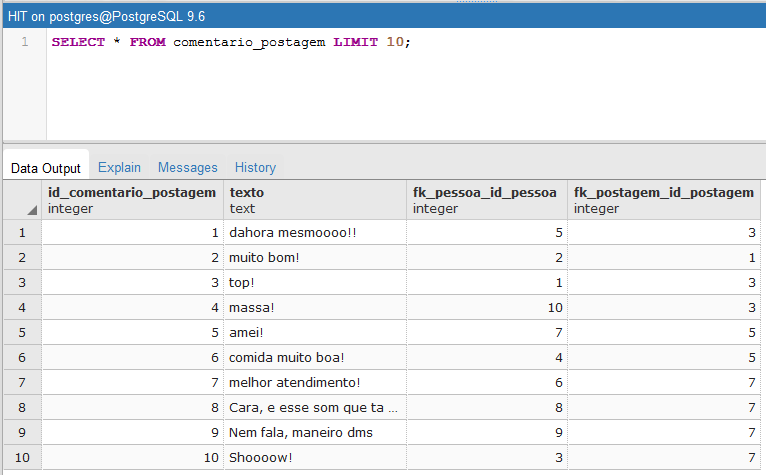 HIT on postgres@PostgreSQL 9.6
1 SELECT * FROM comentario_postagem LIMIT 10;
Data Output Explain Messages History
id_comentario_postagem texto fk_pessoa_id_pessoa fk_postagem_id_postagem
integer text integer integer
1 1 dahora mesmoooo!! 5 3
2 2 muito bom! 2 1
3 3 top! 1 3
4 4 massa! 10 3
5 5 amei! 7 5
6 6 comida muito boa! 4 5
7 7 melhor atendimento! 6 7
8 8 Cara, e esse som que ta ... 8 7
9 9 Nem fala, maneiro dms 9 7
10 10 Shoooow! 3 7